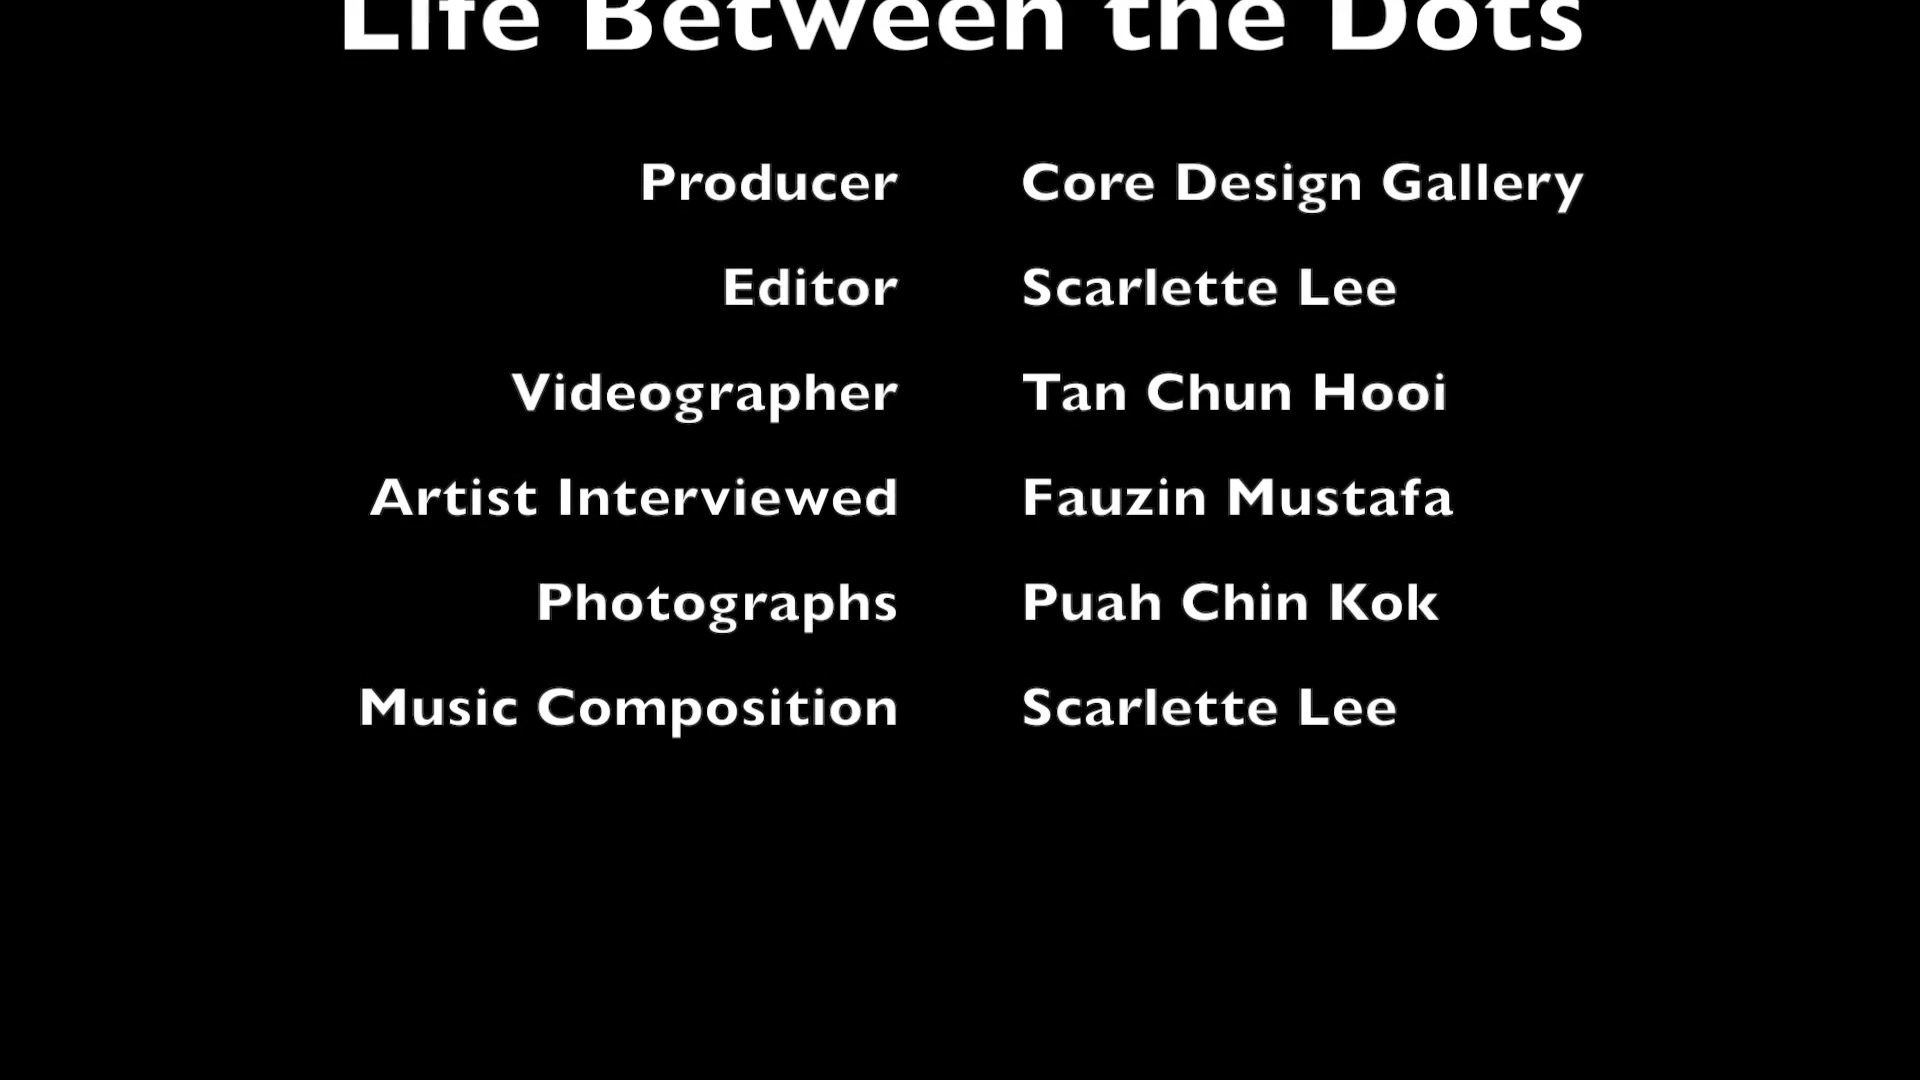 Life Between the Dots
Producer Core Design Gallery
Editor Scarlette Lee
Videographer Tan Chun Hooi
Artist Interviewed Fauzin Mustafa
Photographs Puah Chin Kok
Music Composition Scarlette Lee